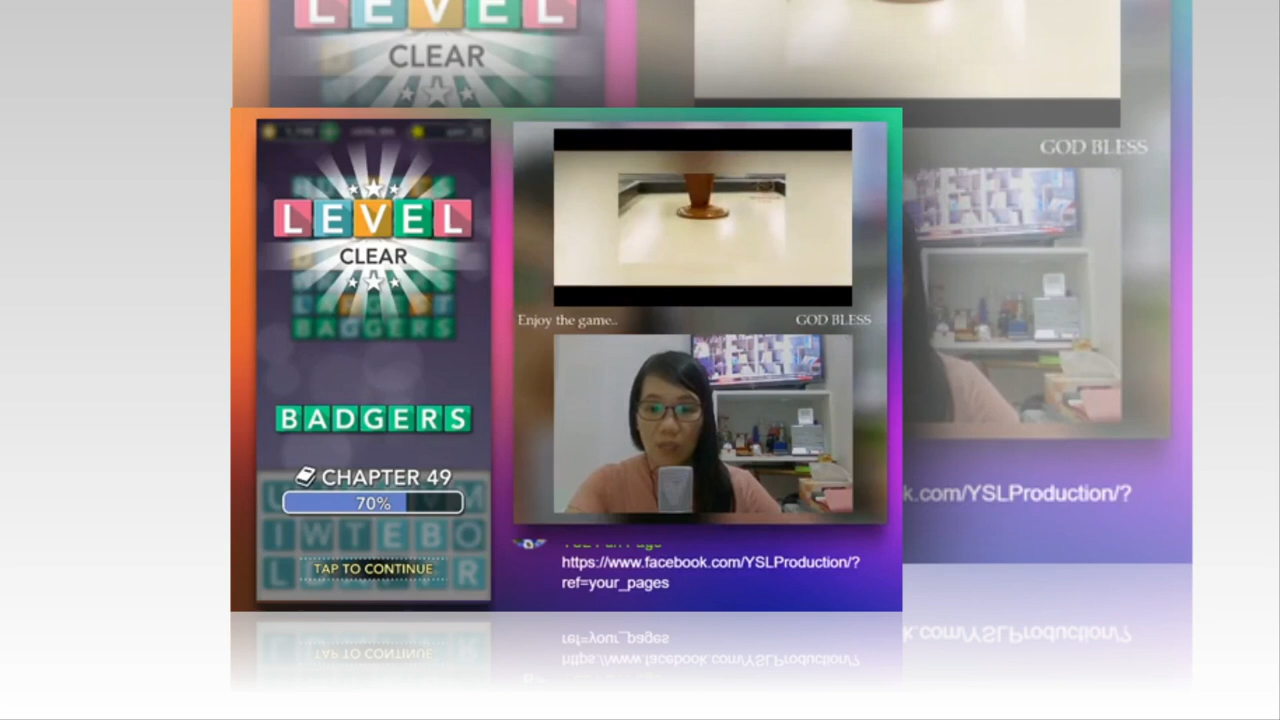 LEVEL
CLEAR
GOD BLESS
LEVEL
CLEAR
BAGGERS
BADGERS
CHAPTER 49
70%
TAP TO CONTINUE
Enjoy the game..
GOD BLESS
https://www.facebook.com/YSLProduction/?
ref=your_pages
k.com/YSLProduction/?